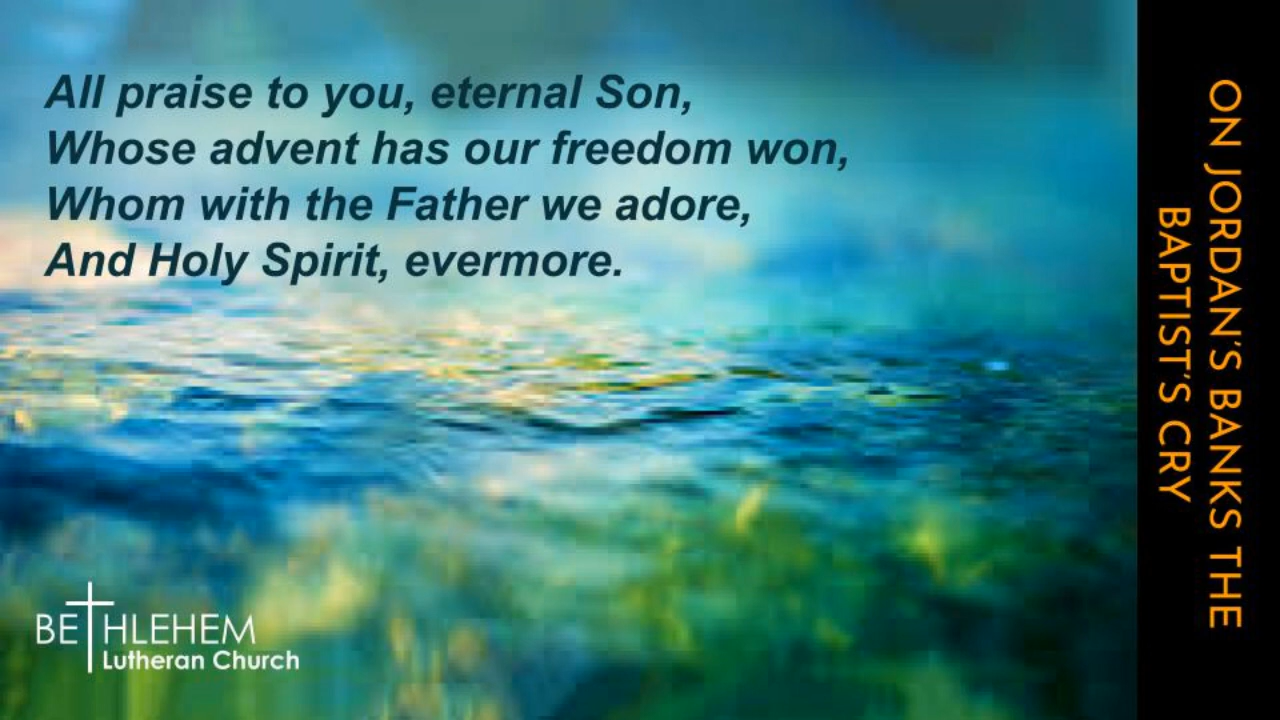 All praise to you, eternal Son,
Whose advent has our freedom won,
Whom with the Father we adore,
And Holy Spirit, evermore.
ON JORDAN'S BANKS THE
BAPTIST'S CRY
BETHLEHEM
Lutheran Church